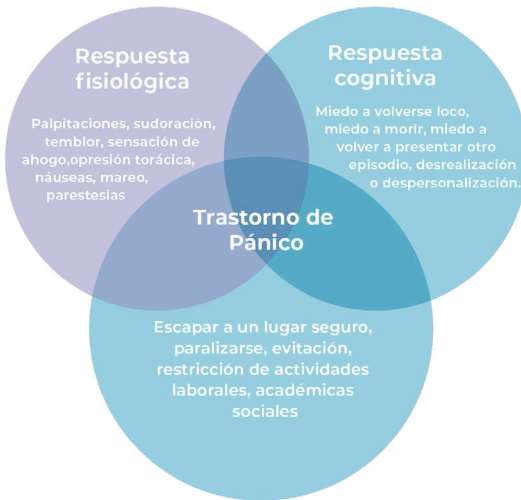 Respuesta
fisiológica
Palpitaciones, sudoración,
temblor, sensación de
ahogo,opresión torácica,
náuseas, mareo,
parestesias
Respuesta
cognitiva
Miedo a volverse loco,
miedo a morir, miedo a
volver a presentar otro
episodio, desrealización
o despersonalización.
Trastorno de
Pánico
Escapar a un lugar seguro,
paralizarse, evitación,
restricción de actividades
laborales, académicas
sociales